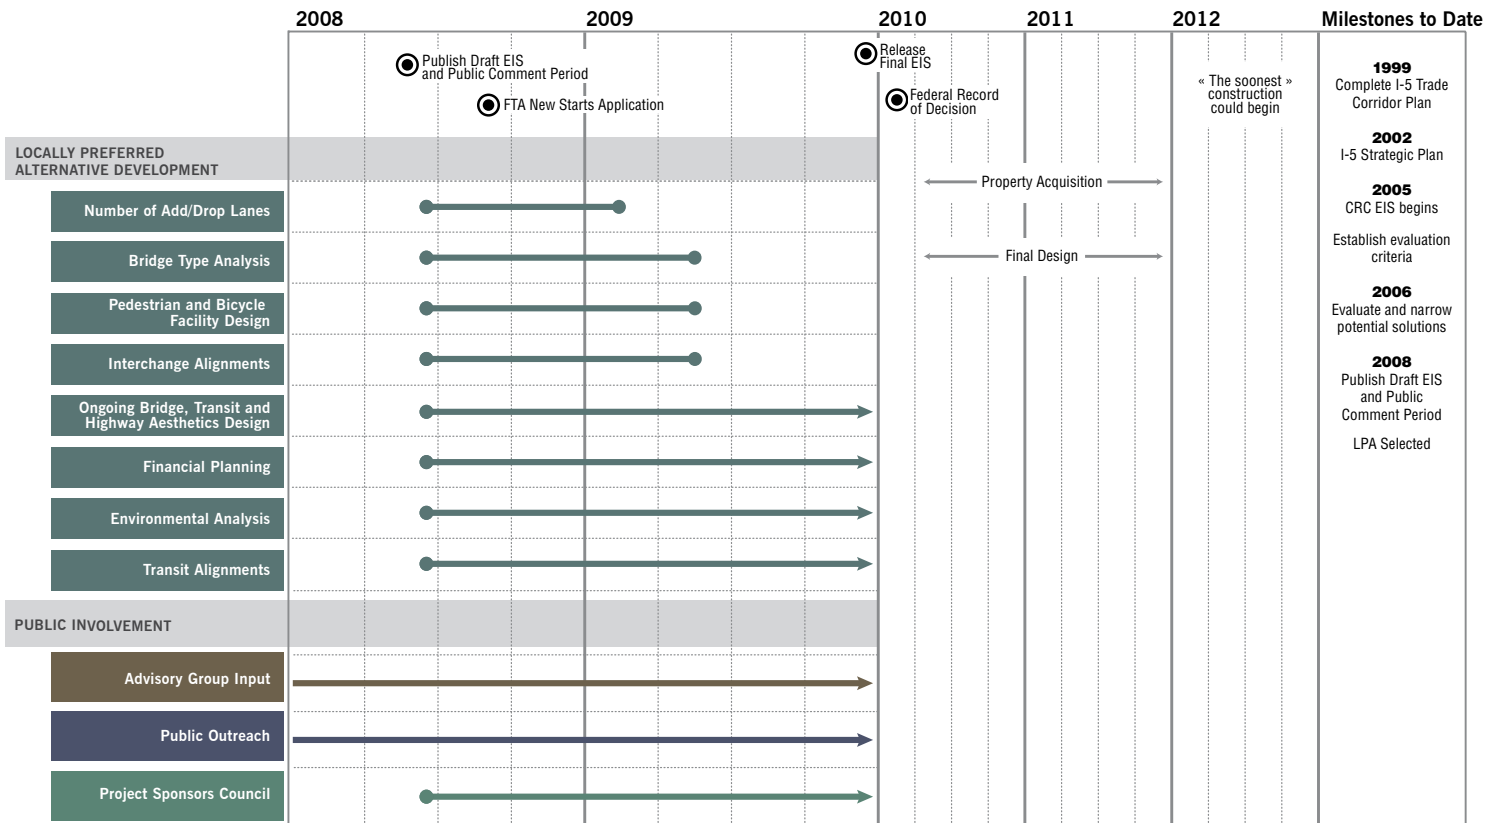 2008
2009
2010
2011
2012
Milestones to Date
Publish Draft EIS
and Public Comment Period
FTA New Starts Application
Release
Final EIS
Federal Record
of Decision
« The soonest »
construction
could begin
Property Acquisition
Final Design
LOCALLY PREFERRED
ALTERNATIVE DEVELOPMENT
Number of Add/Drop Lanes
Bridge Type Analysis
Pedestrian and Bicycle
Facility Design
Interchange Alignments
Ongoing Bridge, Transit and
Highway Aesthetics Design
Financial Planning
Environmental Analysis
Transit Alignments
PUBLIC INVOLVEMENT
Advisory Group Input
Public Outreach
Project Sponsors Council
1999
Complete I-5 Trade
Corridor Plan
2002
I-5 Strategic Plan
2005
CRC EIS begins
Establish evaluation
criteria
2006
Evaluate and narrow
potential solutions
2008
Publish Draft EIS
and Public
Comment Period
LPA Selected